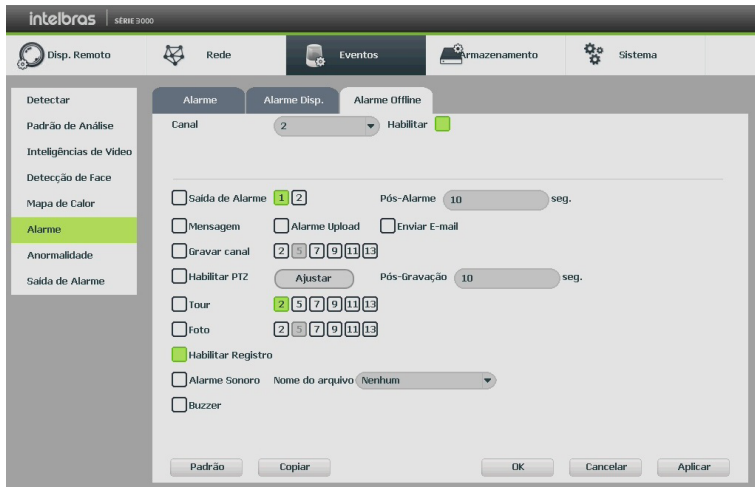 intelbras SÉRIE 3000
Disp. Remoto Rede Eventos Armazenamento Sistema
Detectar
Padrão de Análise
Inteligências de Vídeo
Detecção de Face
Mapa de Calor
Alarme
Anormalidade
Saída de Alarme
Alarme Alarme Disp. Alarme Offline
Canal 2 Habilitar
Saída de Alarme 1 2 Pós-Alarme 10 seg.
Mensagem Alarme Upload Enviar E-mail
Gravar canal 2 5 7 9 11 13
Habilitar PTZ Ajustar Pós-Gravação 10 seg.
Tour 2 5 7 9 11 13
Foto 2 5 7 9 11 13
Habilitar Registro
Alarme Sonoro Nome do arquivo Nenhum
Buzzer
Padrão Copiar OK Cancelar Aplicar